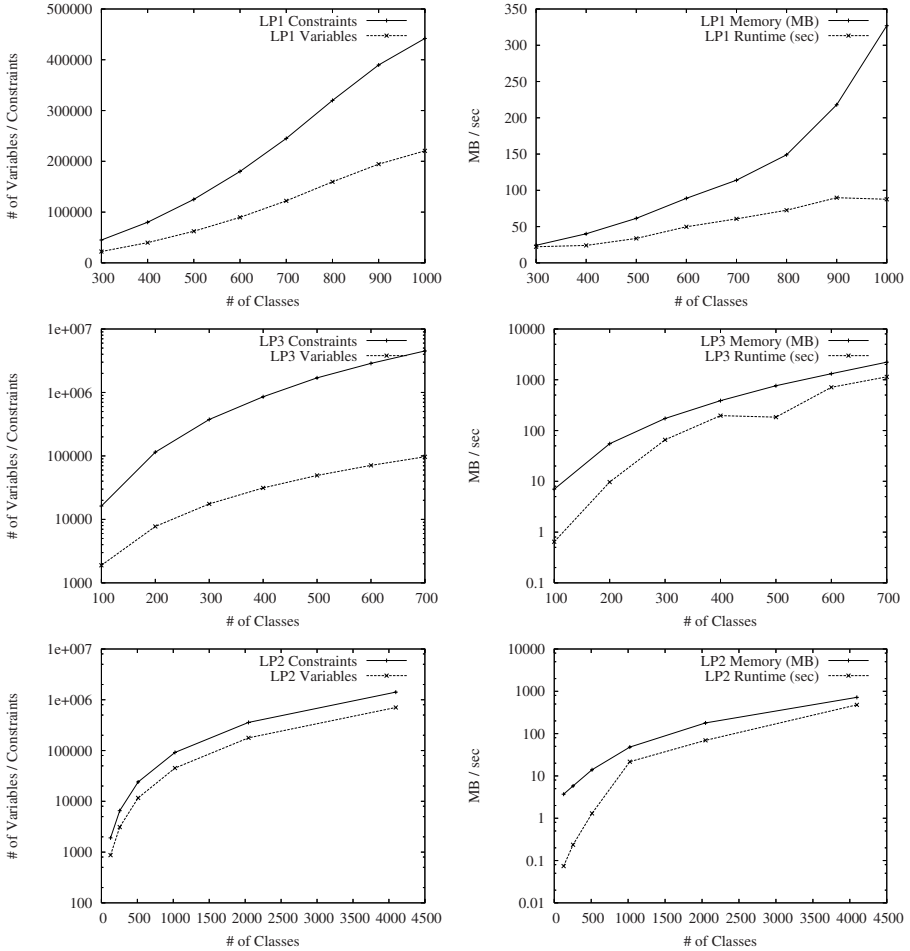 LP1 Constraints
LP1 Variables
500000
400000
300000
200000
100000
0
# of Variables / Constraints
300 400 500 600 700 800 900 1000
# of Classes
LP1 Memory (MB)
LP1 Runtime (sec)
350
300
250
200
150
100
50
0
MB / sec
300 400 500 600 700 800 900 1000
# of Classes
LP3 Constraints
LP3 Variables
1e+007
1e+006
100000
10000
1000
# of Variables / Constraints
100 200 300 400 500 600 700
# of Classes
LP3 Memory (MB)
LP3 Runtime (sec)
10000
1000
100
10
1
0.1
MB / sec
100 200 300 400 500 600 700
# of Classes
LP2 Constraints
LP2 Variables
1e+007
1e+006
100000
10000
1000
100
# of Variables / Constraints
0 500 1000 1500 2000 2500 3000 3500 4000 4500
# of Classes
LP2 Memory (MB)
LP2 Runtime (sec)
10000
1000
100
10
1
0.1
0.01
MB / sec
0 500 1000 1500 2000 2500 3000 3500 4000 4500
# of Classes